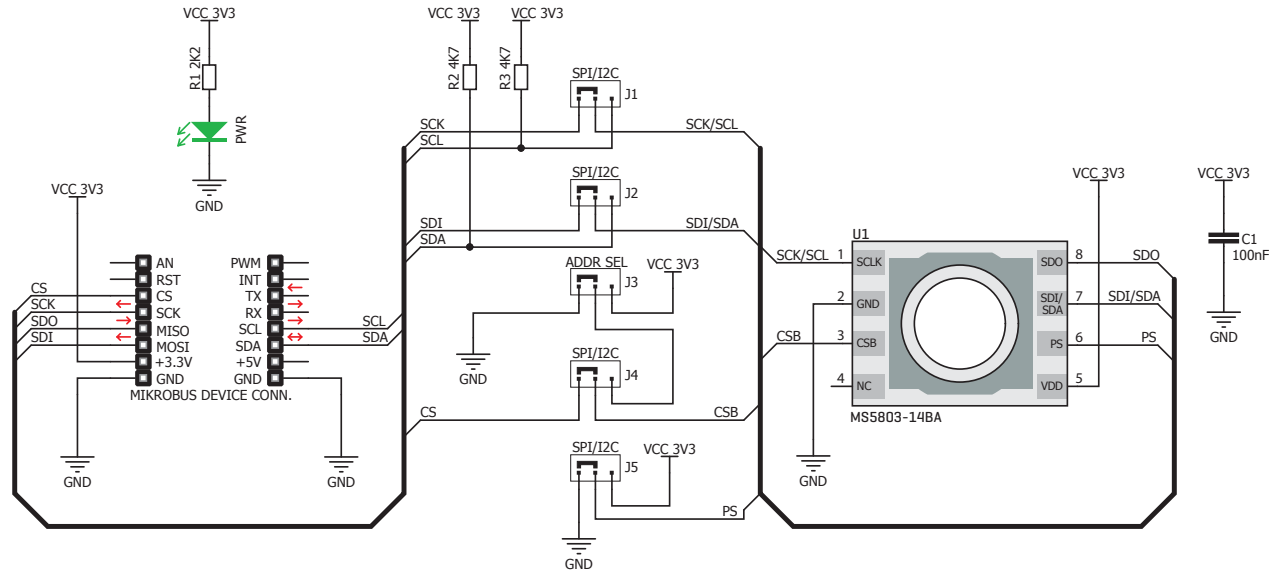 VCC 3V3
R1 2K2
PWR
GND
VCC 3V3
VCC 3V3
R2 4K7
R3 4K7
SPI/I2C
J1
SCK
SCL
SCK/SCL
SPI/I2C
J2
SDI
SDA
SDI/SDA
ADDR SEL
J3
VCC 3V3
GND
SPI/I2C
J4
CS
CSB
SPI/I2C
J5
VCC 3V3
PS
GND
VCC 3V3
AN
RST
CS
SCK
MISO
MOSI
+3.3V
GND
PWM
INT
TX
RX
SCL
SDA
+5V
GND
CS
SCK
SDO
SDI
SCL
SDA
MIKROBUS DEVICE CONN.
GND
GND
U1
SCK/SCL 1 SCLK
2 GND
CSB 3 CSB
4 NC
SDO 8 SDO
SDI/
SDA 7 SDI/SDA
PS 6 PS
VDD 5
MS5803-14BA
GND
VCC 3V3
VCC 3V3
C1
100nF
GND